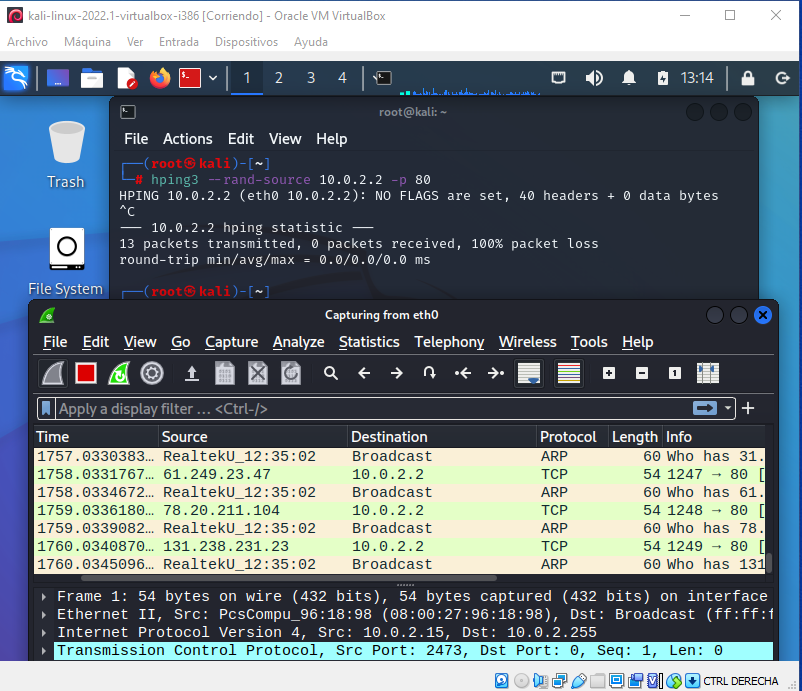 kali-linux-2022.1-virtualbox-i386 [Corriendo] - Oracle VM VirtualBox
Archivo Máquina Ver Entrada Dispositivos Ayuda
1 2 3 4 13:14
root@kali: ~
File Actions Edit View Help
Trash
File System
┌──(root㉿kali)-[~]
└─# hping3 --rand-source 10.0.2.2 -p 80
HPING 10.0.2.2 (eth0 10.0.2.2): NO FLAGS are set, 40 headers + 0 data bytes
^C
--- 10.0.2.2 hping statistic ---
13 packets transmitted, 0 packets received, 100% packet loss
round-trip min/avg/max = 0.0/0.0/0.0 ms
┌──(root㉿kali)-[~]
Capturing from eth0
File Edit View Go Capture Analyze Statistics Telephony Wireless Tools Help
Apply a display filter ... <Ctrl-/>
Time Source Destination Protocol Length Info
1757.0330383… RealtekU_12:35:02 Broadcast ARP 60 Who has 31.
1758.0331767… 61.249.23.47 10.0.2.2 TCP 54 1247 → 80 [
1758.0334672… RealtekU_12:35:02 Broadcast ARP 60 Who has 61.
1759.0336180… 78.20.211.104 10.0.2.2 TCP 54 1248 → 80 [
1759.0339082… RealtekU_12:35:02 Broadcast ARP 60 Who has 78.
1760.0340870… 131.238.231.23 10.0.2.2 TCP 54 1249 → 80 [
1760.0345096… RealtekU_12:35:02 Broadcast ARP 60 Who has 131
Frame 1: 54 bytes on wire (432 bits), 54 bytes captured (432 bits) on interface
Ethernet II, Src: PcsCompu_96:18:98 (08:00:27:96:18:98), Dst: Broadcast (ff:ff:f
Internet Protocol Version 4, Src: 10.0.2.15, Dst: 10.0.2.255
Transmission Control Protocol, Src Port: 2473, Dst Port: 0, Seq: 1, Len: 0
CTRL DERECHA